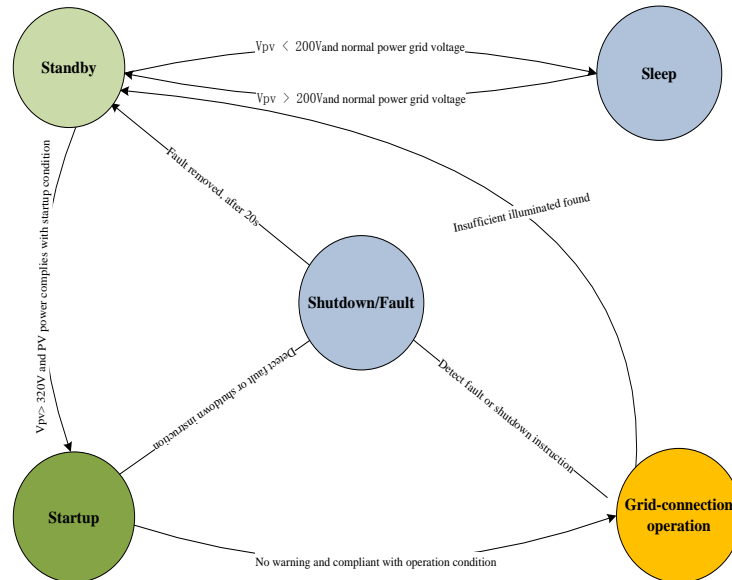 Vpv < 200Vand normal power grid voltage
Standby
Sleep
Vpv > 200Vand normal power grid voltage
Fault removed, after 20s
Insufficient illuminated found
Vpv> 320V and PV power complies with startup condition
Shutdown/Fault
Detect fault or shutdown instruction
Detect fault or shutdown instruction
Startup
Grid-connection
operation
No warning and compliant with operation condition